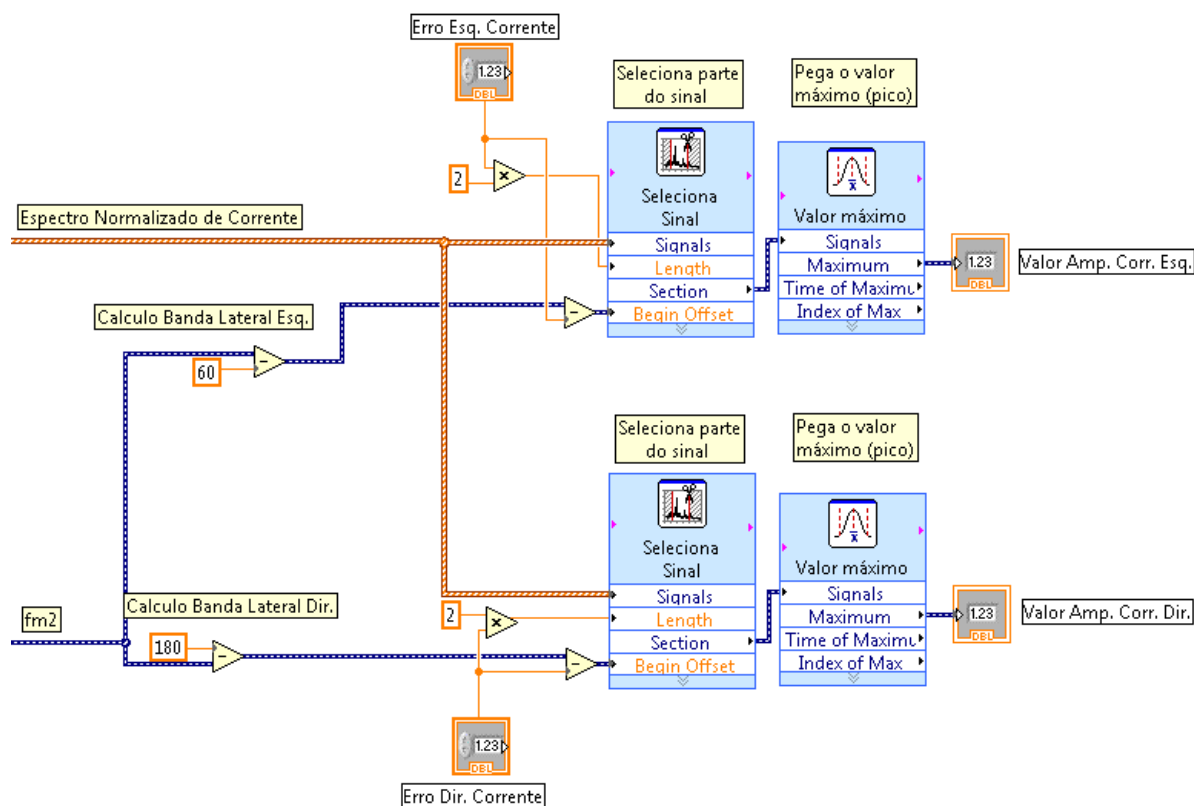 Erro Esq. Corrente
1.23
DBL
Seleciona parte
do sinal
Pega o valor
máximo (pico)
2
×
Seleciona
Sinal
Signals
Length
Section
Begin Offset
x
Valor máximo
Signals
Maximum
Time of Maximu
Index of Max
1.23
DBL
Valor Amp. Corr. Esq.
Espectro Normalizado de Corrente
Calculo Banda Lateral Esq.
60
-
-
Seleciona parte
do sinal
Pega o valor
máximo (pico)
fm2
Calculo Banda Lateral Dir.
180
-
2
×
-
Seleciona
Sinal
Signals
Length
Section
Begin Offset
x
Valor máximo
Signals
Maximum
Time of Maximu
Index of Max
1.23
DBL
Valor Amp. Corr. Dir.
1.23
DBL
Erro Dir. Corrente